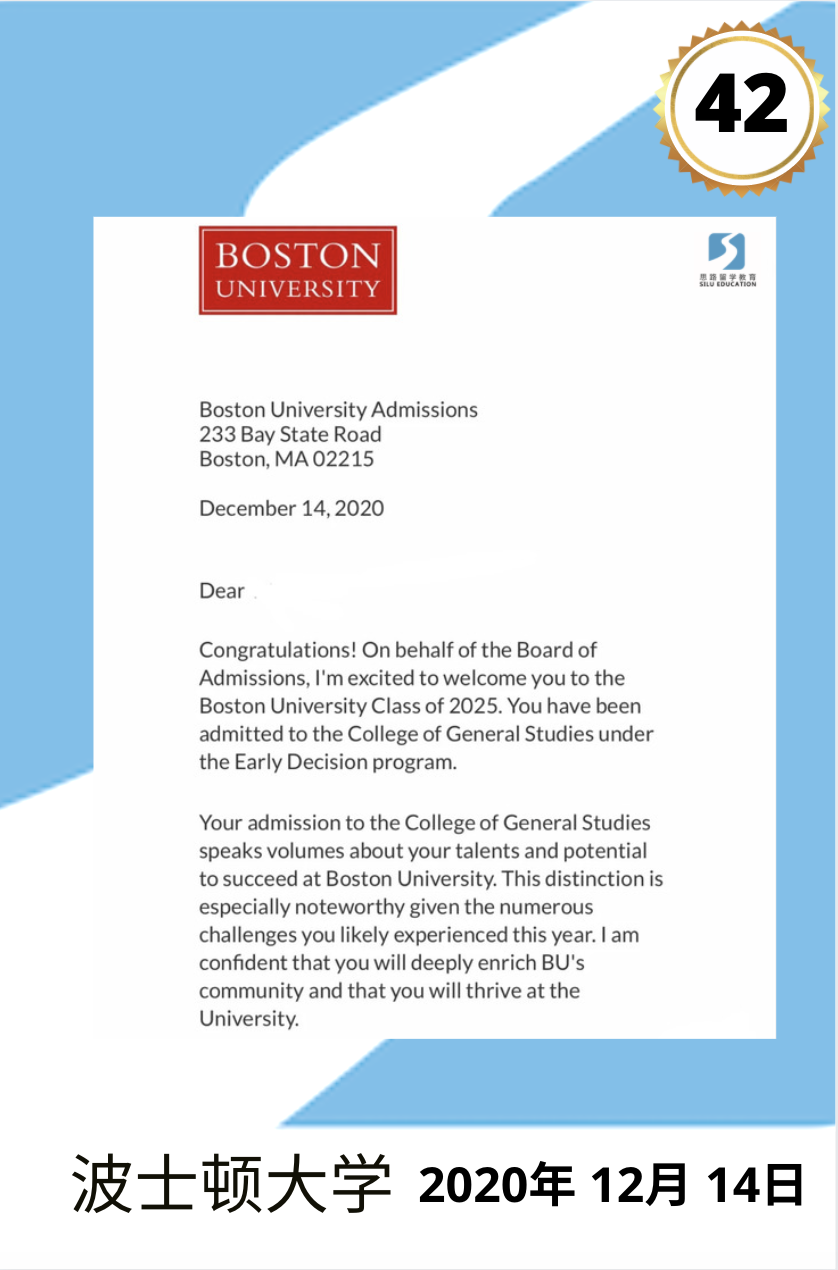 42
BOSTON
UNIVERSITY
思路留学教育
SILU EDUCATION
Boston University Admissions
233 Bay State Road
Boston, MA 02215
December 14, 2020
Dear
Congratulations! On behalf of the Board of
Admissions, I'm excited to welcome you to the
Boston University Class of 2025. You have been
admitted to the College of General Studies under
the Early Decision program.
Your admission to the College of General Studies
speaks volumes about your talents and potential
to succeed at Boston University. This distinction is
especially noteworthy given the numerous
challenges you likely experienced this year. I am
confident that you will deeply enrich BU's
community and that you will thrive at the
University.
波士顿大学 2020年 12月 14日